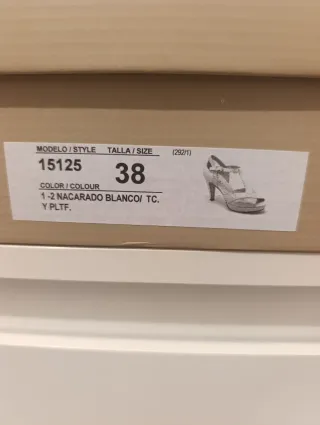 MODELO / STYLE TALLA / SIZE (292/1)
15125 38
COLOR / COLOUR
1 -2 NACARADO BLANCO/ TC.
Y PLTF.